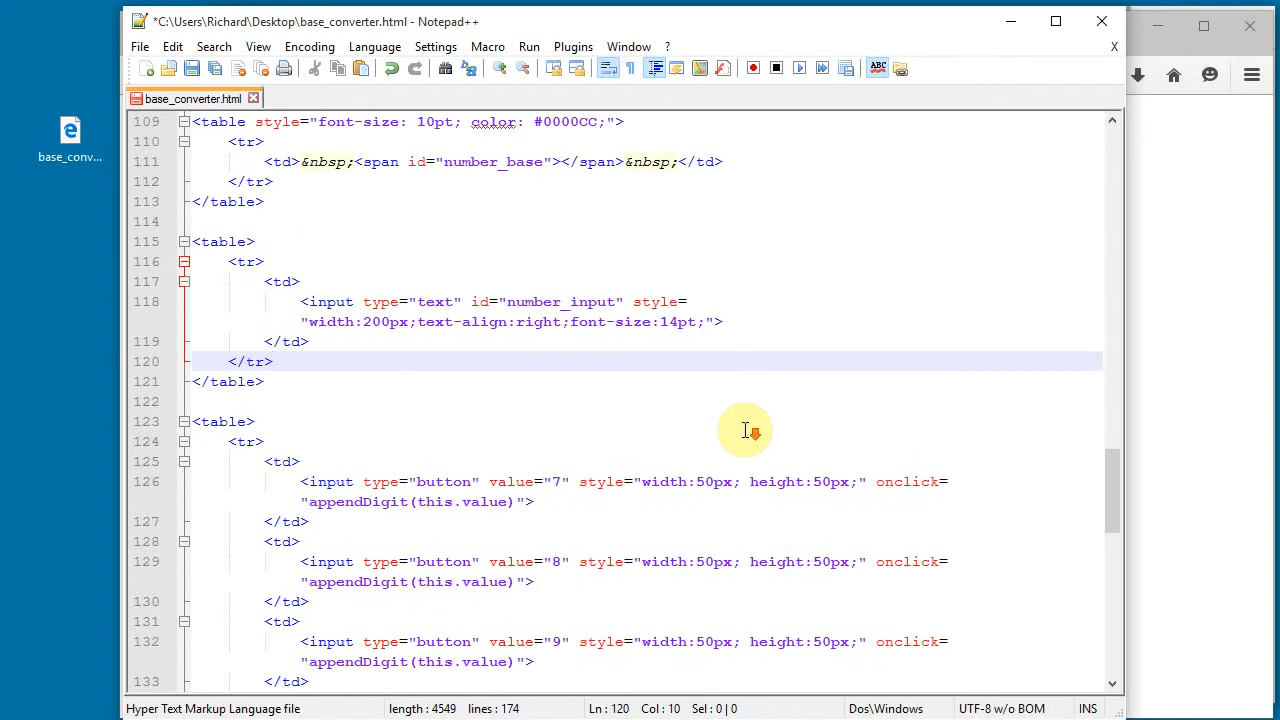 *C:\Users\Richard\Desktop\base_converter.html - Notepad++
File Edit Search View Encoding Language Settings Macro Run Plugins Window ?
X
ABC
base_converter.html
base_conv...
109 <table style="font-size: 10pt; color: #0000CC;">
110 <tr>
111 <td>&nbsp;<span id="number_base"></span>&nbsp;</td>
112 </tr>
113 </table>
114
115 <table>
116 <tr>
117 <td>
118 <input type="text" id="number_input" style=
"width:200px;text-align:right;font-size:14pt;">
119 </td>
120 </tr>
121 </table>
122
123 <table>
124 <tr>
125 <td>
126 <input type="button" value="7" style="width:50px; height:50px;" onclick=
"appendDigit(this.value)">
127 </td>
128 <td>
129 <input type="button" value="8" style="width:50px; height:50px;" onclick=
"appendDigit(this.value)">
130 </td>
131 <td>
132 <input type="button" value="9" style="width:50px; height:50px;" onclick=
"appendDigit(this.value)">
133 </td>
Hyper Text Markup Language file length : 4549 lines : 174 Ln : 120 Col : 10 Sel : 0 | 0 Dos\Windows UTF-8 w/o BOM INS